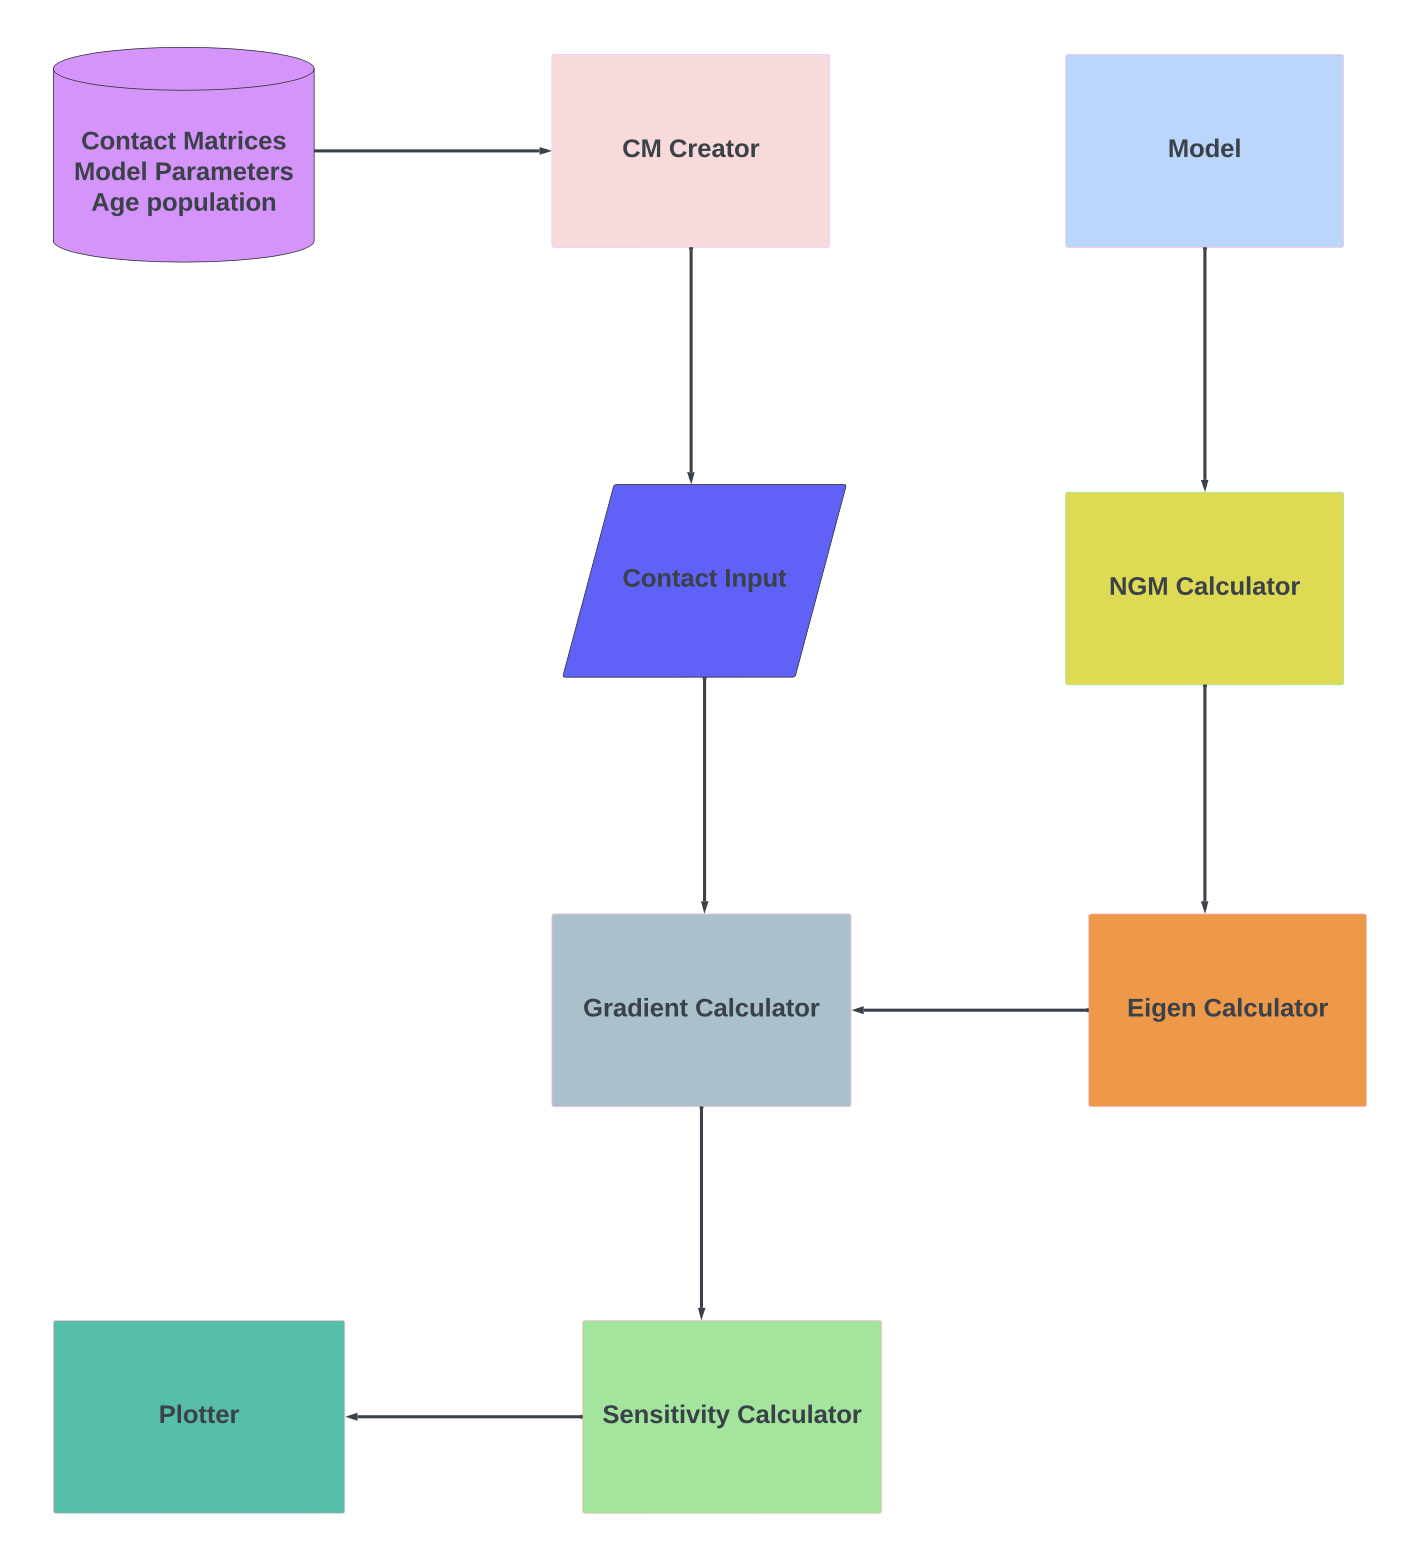 Contact Matrices
Model Parameters
Age population
CM Creator
Model
Contact Input
NGM Calculator
Gradient Calculator
Eigen Calculator
Plotter
Sensitivity Calculator